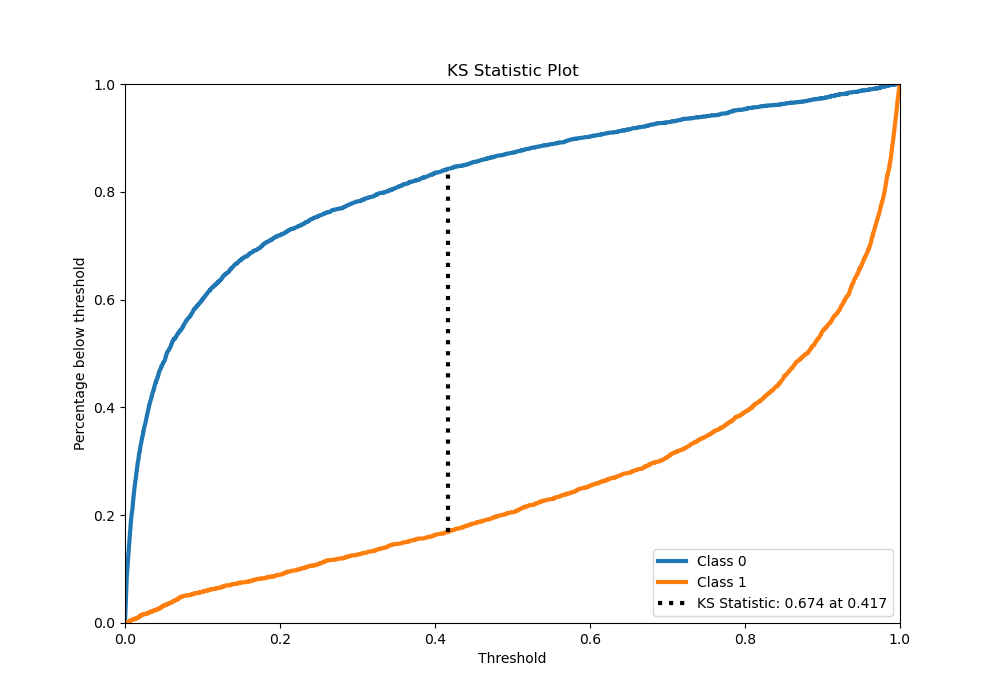 KS Statistic Plot
1.0
0.8
0.6
0.4
0.2
0.0
Percentage below threshold
Class 0
Class 1
KS Statistic: 0.674 at 0.417
0.0 0.2 0.4 0.6 0.8 1.0
Threshold